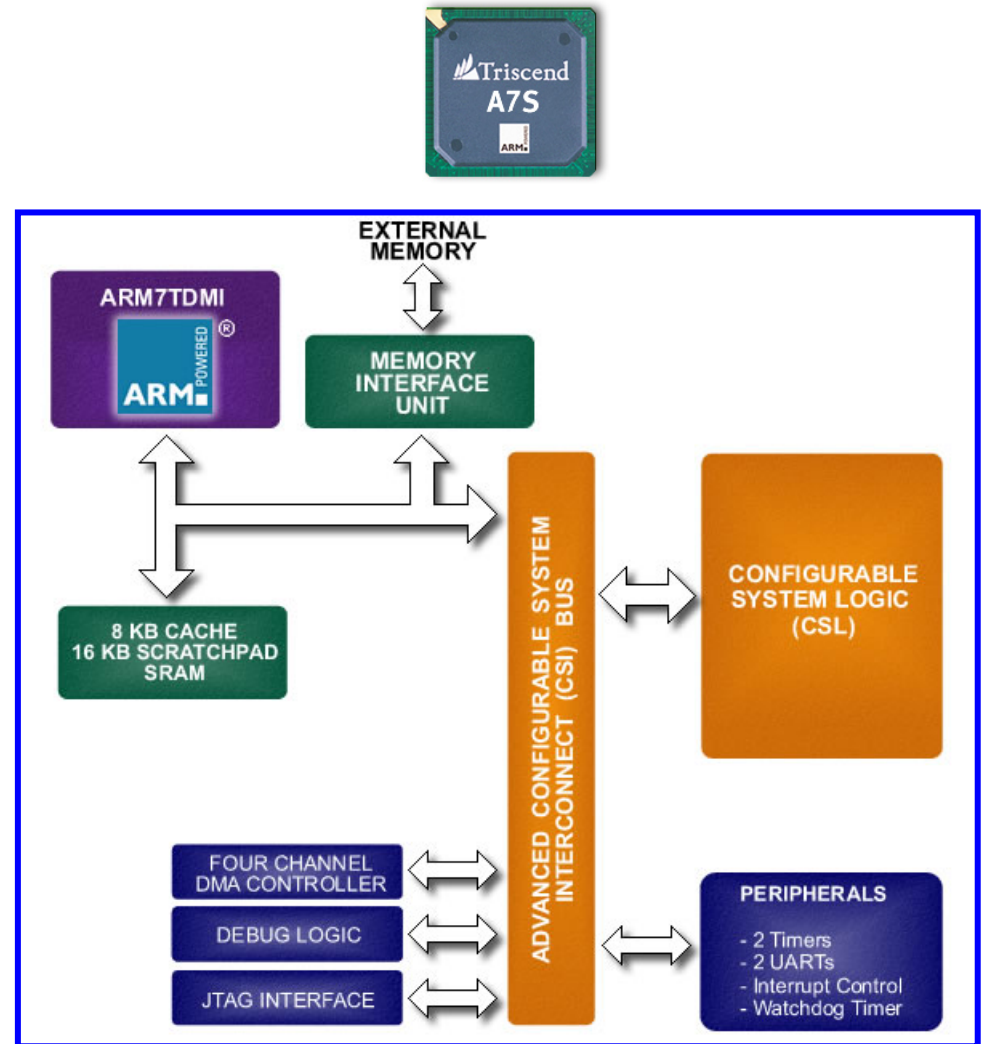 Triscend
A7S
ARM POWERED
EXTERNAL
MEMORY
ARM7TDMI
ARM POWERED ®
MEMORY
INTERFACE
UNIT
8 KB CACHE
16 KB SCRATCHPAD
SRAM
ADVANCED CONFIGURABLE SYSTEM
INTERCONNECT (CSI) BUS
CONFIGURABLE
SYSTEM LOGIC
(CSL)
FOUR CHANNEL
DMA CONTROLLER
DEBUG LOGIC
JTAG INTERFACE
PERIPHERALS
- 2 Timers
- 2 UARTs
- Interrupt Control
- Watchdog Timer